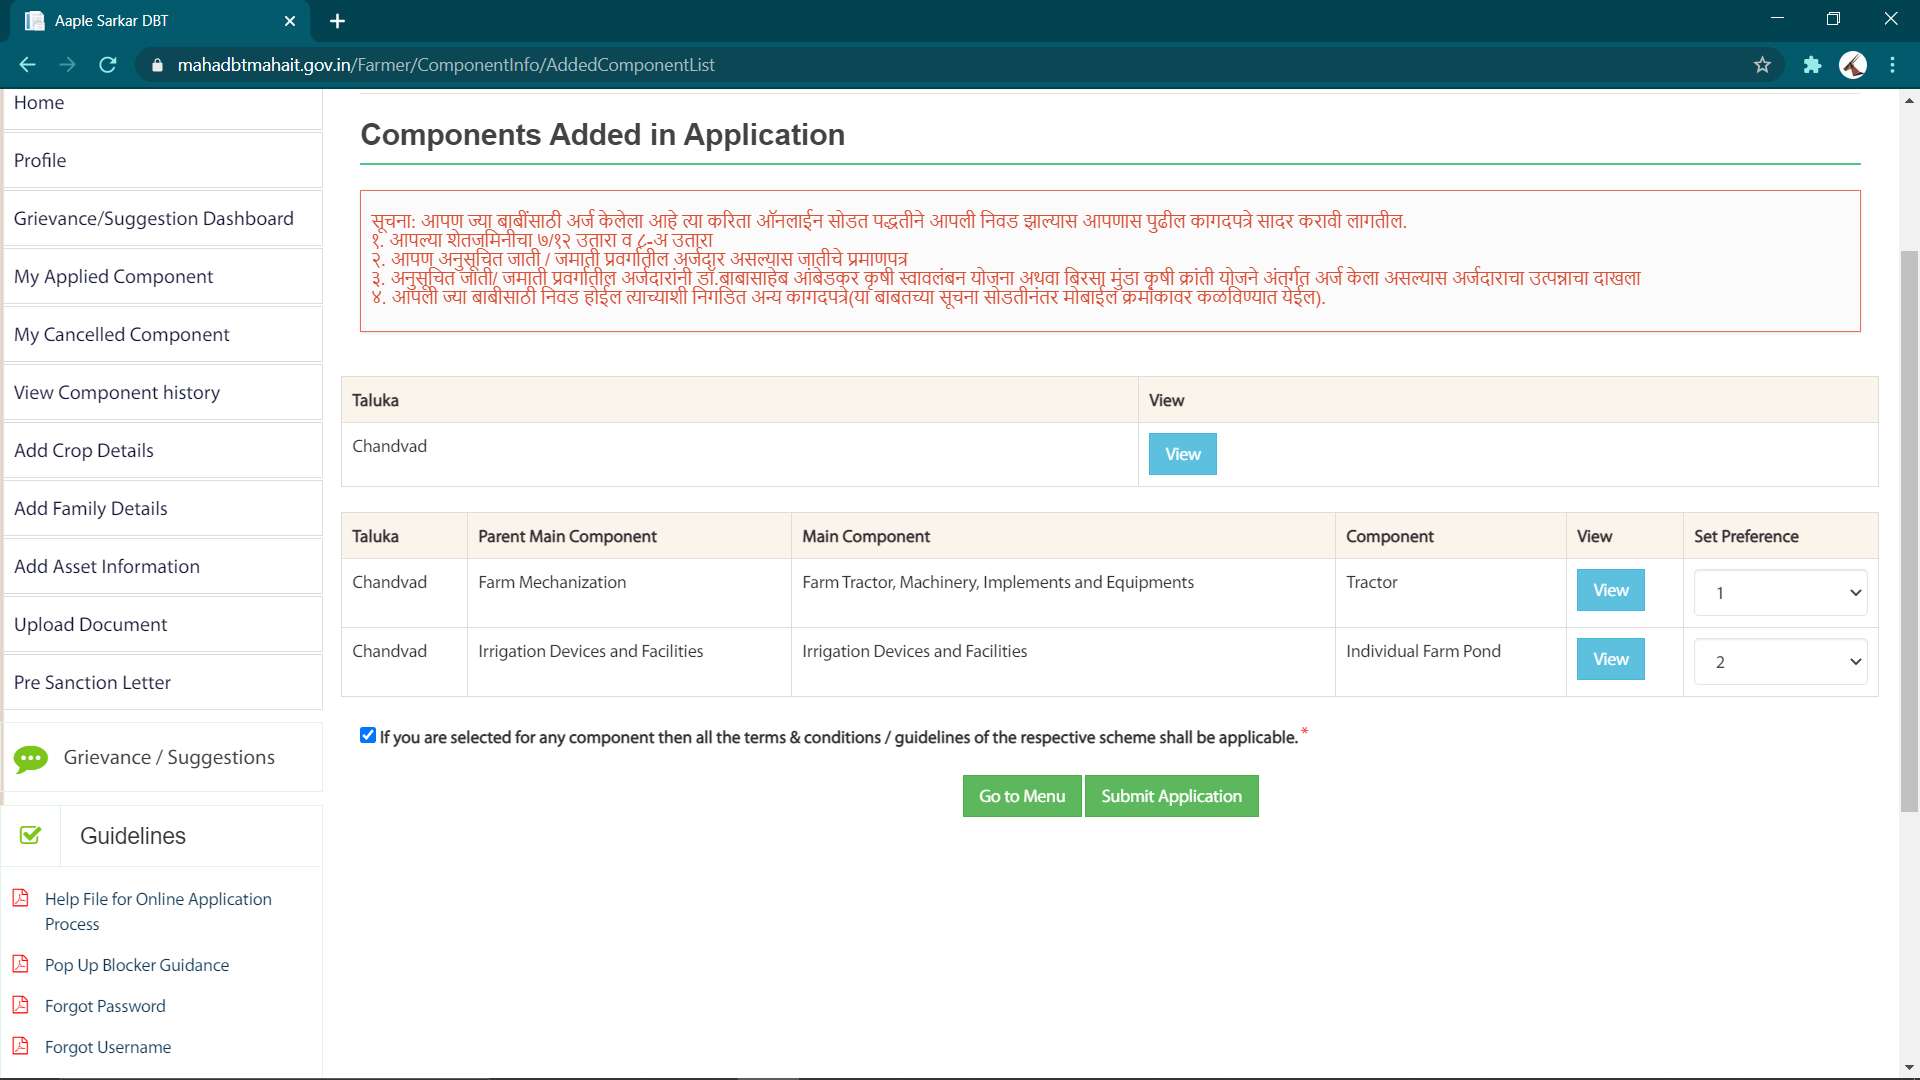 Aaple Sarkar DBT
mahadbtmahait.gov.in/Farmer/ComponentInfo/AddedComponentList
Home
Profile
Grievance/Suggestion Dashboard
My Applied Component
My Cancelled Component
View Component history
Add Crop Details
Add Family Details
Add Asset Information
Upload Document
Pre Sanction Letter
Grievance / Suggestions
Guidelines
Help File for Online Application
Process
Pop Up Blocker Guidance
Forgot Password
Forgot Username
Components Added in Application
सूचना: आपण ज्या बाबींसाठी अर्ज केलेला आहे त्या करिता ऑनलाईन सोडत पद्धतीने आपली निवड झाल्यास आपणास पुढील कागदपत्रे सादर करावी लागतील.
१. आपल्या शेतजमिनीचा ७/१२ उतारा व ८-अ उतारा
२. आपण अनुसूचित जाती / जमाती प्रवर्गातील अर्जदार असल्यास जातीचे प्रमाणपत्र
३. अनुसूचित जाती/ जमाती प्रवर्गातील अर्जदारांनी डॉ.बाबासाहेब आंबेडकर कृषी स्वावलंबन योजना अथवा बिरसा मुंडा कृषी क्रांती योजने अंतर्गत अर्ज केला असल्यास अर्जदाराचा उत्पन्नाचा दाखला
४. आपली ज्या बाबीसाठी निवड होईल त्याच्याशी निगडित अन्य कागदपत्रे(या बाबतच्या सूचना सोडतीनंतर मोबाईल क्रमांकावर कळविण्यात येईल).
Taluka View
Chandvad View
Taluka Parent Main Component Main Component Component View Set Preference
Chandvad Farm Mechanization Farm Tractor, Machinery, Implements and Equipments Tractor View 1
Chandvad Irrigation Devices and Facilities Irrigation Devices and Facilities Individual Farm Pond View 2
If you are selected for any component then all the terms & conditions / guidelines of the respective scheme shall be applicable. *
Go to Menu Submit Application